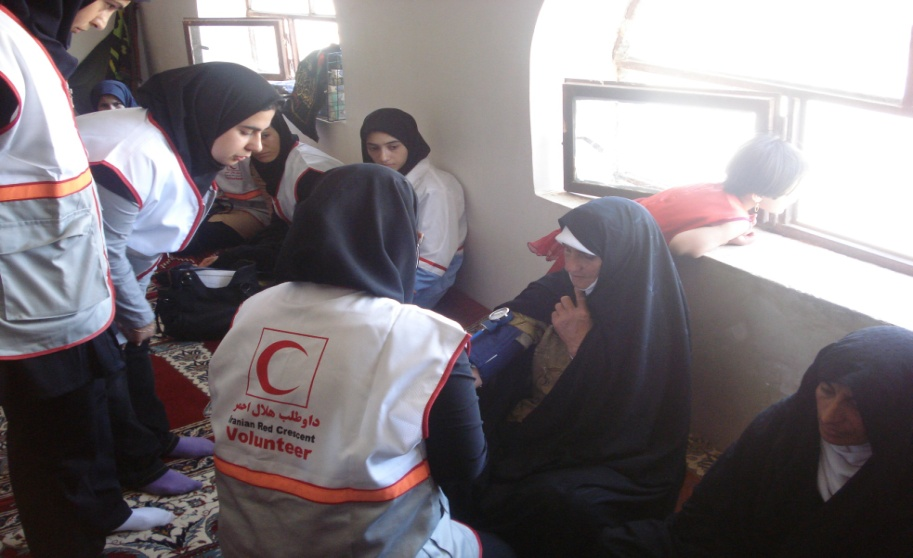 داوطلب هلال احمر
Iranian Red Crescent
Volunteer